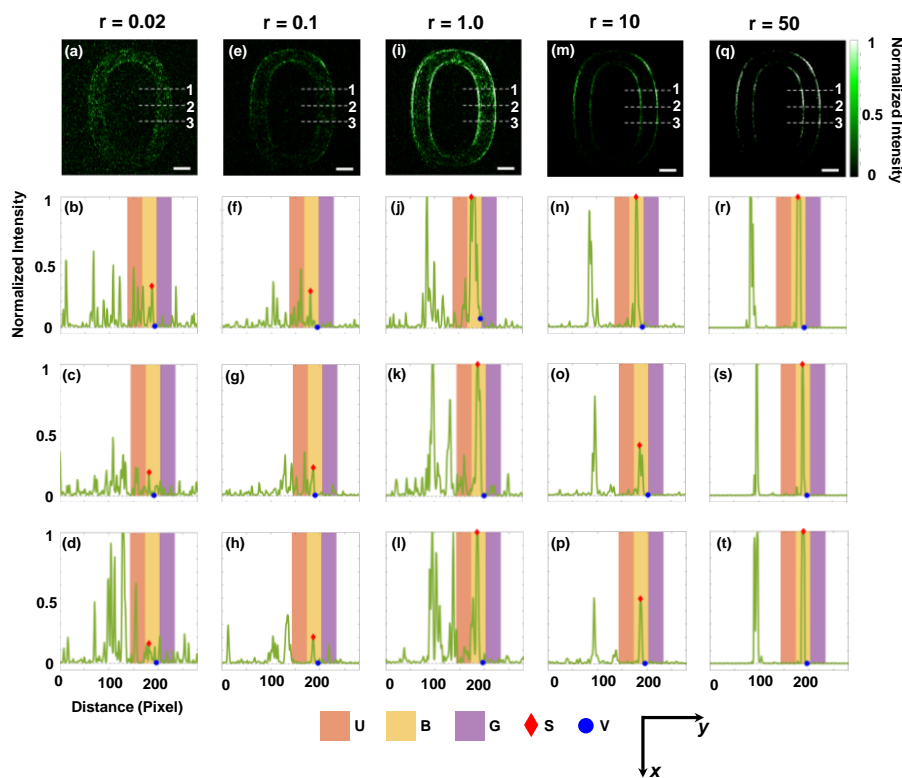 r = 0.02 r = 0.1 r = 1.0 r = 10 r = 50
(a) (e) (i) (m) (q)
1 1 1 1 1
2 2 2 2 2
3 3 3 3 3
1
0.5
0
Normalized Intensity
(b) (f) (j) (n) (r)
1
0.5
0
Normalized Intensity
(c) (g) (k) (o) (s)
1
0.5
0
(d) (h) (l) (p) (t)
1
0.5
0
0 100 200 0 100 200 0 100 200 0 100 200 0 100 200
Distance (Pixel)
U B G S V
y
x